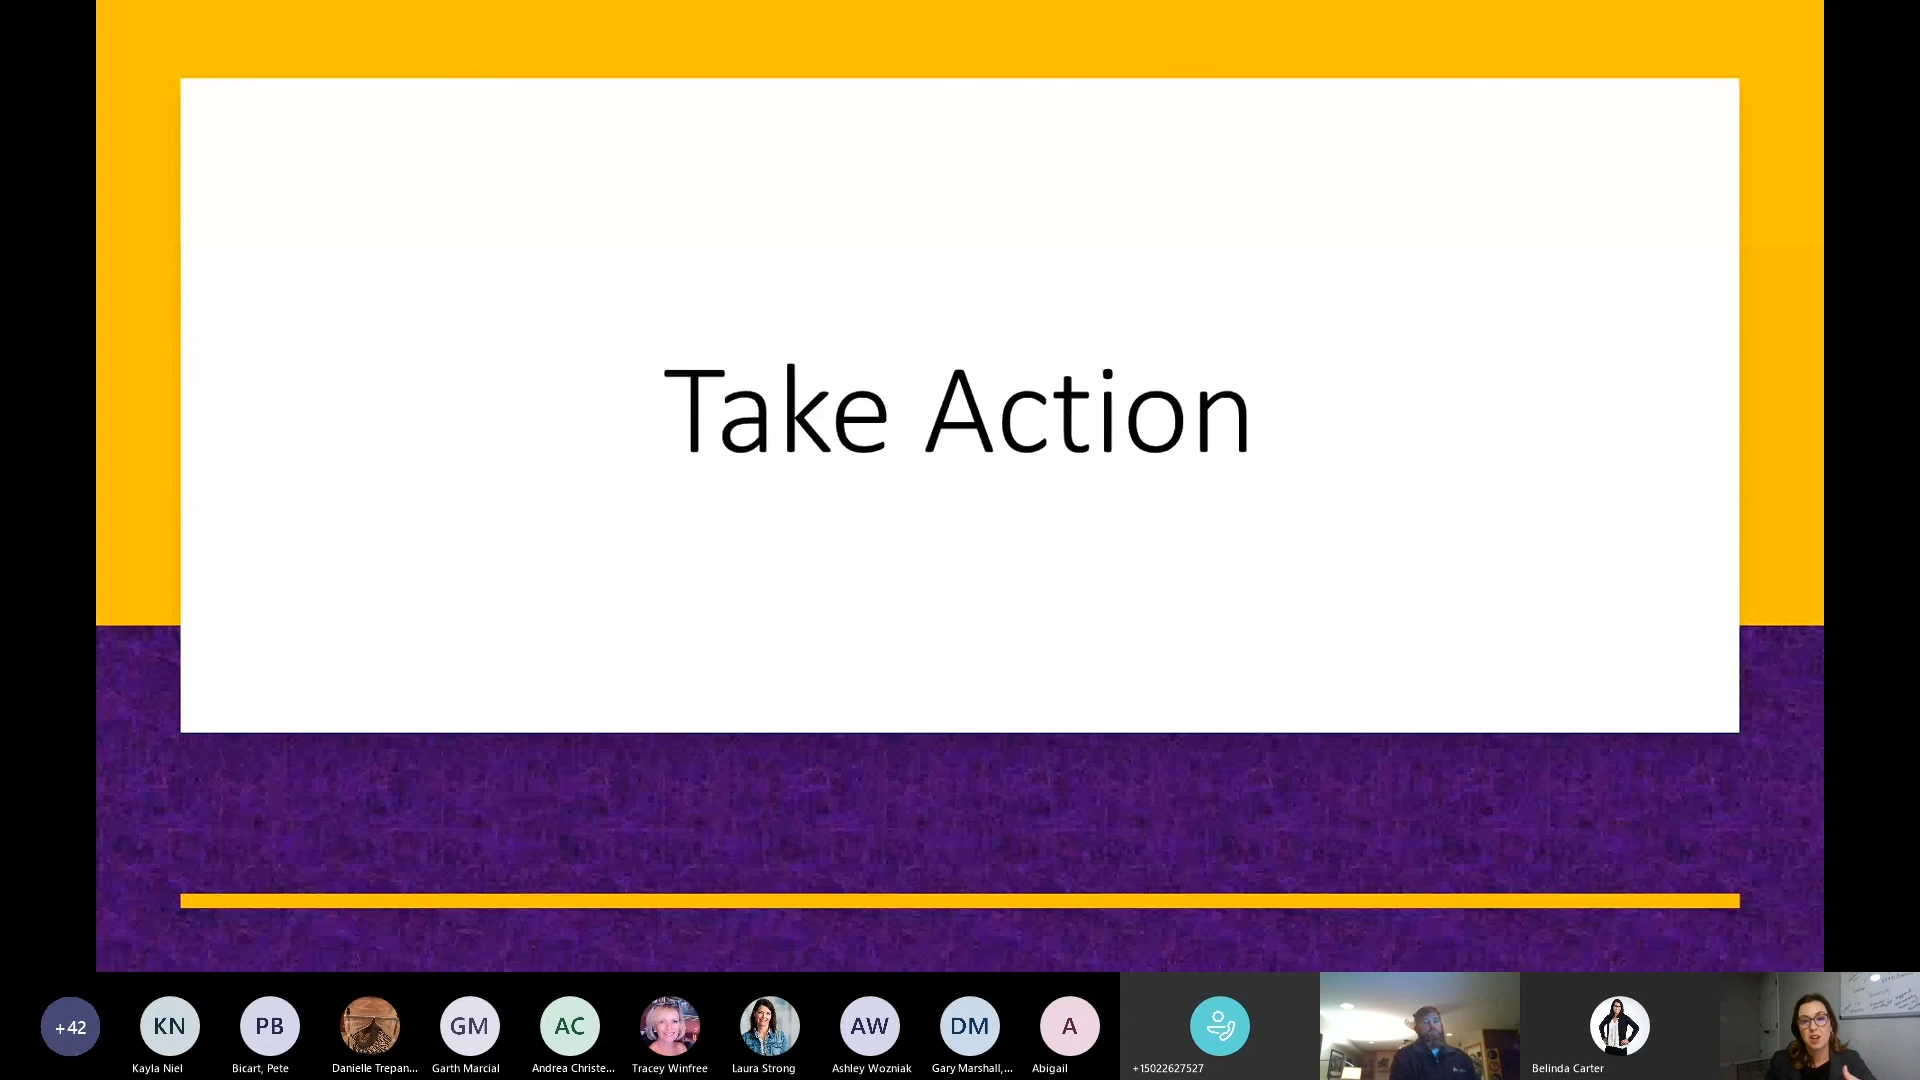 Take Action
+42
KN
PB
GM
AC
AW
DM
A
Kayla Niel
Bicart, Pete
Danielle Trepan...
Garth Marcial
Andrea Christe...
Tracey Winfree
Laura Strong
Ashley Wozniak
Gary Marshall,...
Abigail
+15022627527
Belinda Carter